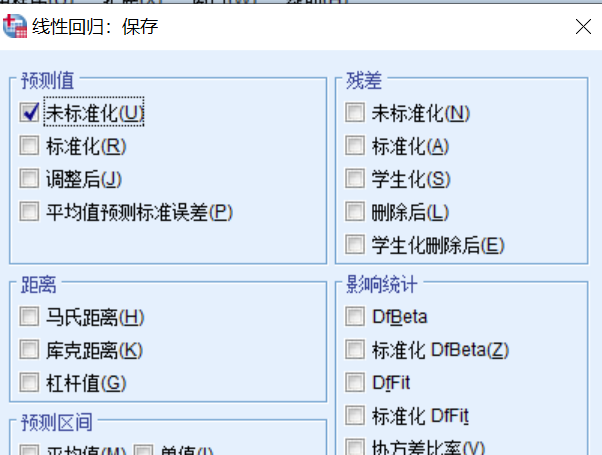 线性回归：保存
预测值
未标准化(U)
标准化(R)
调整后(J)
平均值预测标准误差(P)
残差
未标准化(N)
标准化(A)
学生化(S)
删除后(L)
学生化删除后(E)
距离
马氏距离(H)
库克距离(K)
杠杆值(G)
影响统计
DfBeta
标准化 DfBeta(Z)
DfFit
标准化 DfFit
协方差比率(V)
预测区间
平均值(M) 单值(I)